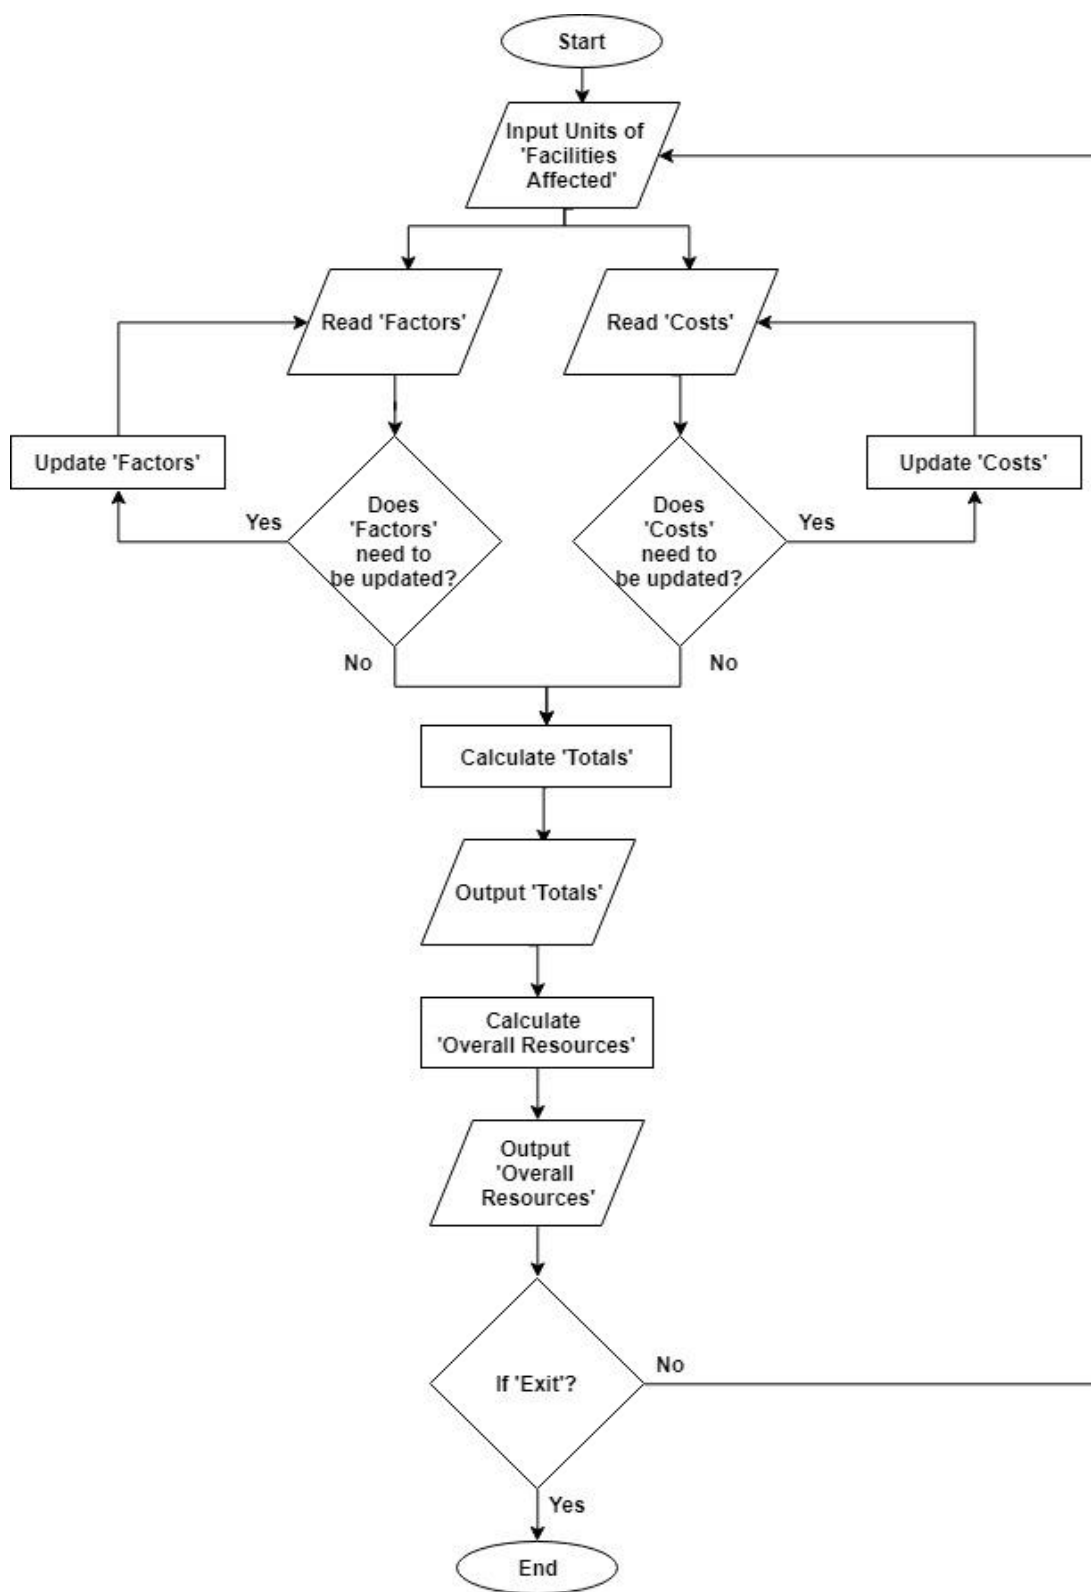 Start
Input Units of
'Facilities
Affected'
Read 'Factors'
Read 'Costs'
Update 'Factors'
Update 'Costs'
Does
'Factors'
need to
be updated?
Yes
Does
'Costs'
need to
be updated?
Yes
No
No
Calculate 'Totals'
Output 'Totals'
Calculate
'Overall Resources'
Output
'Overall
Resources'
If 'Exit'?
No
Yes
End